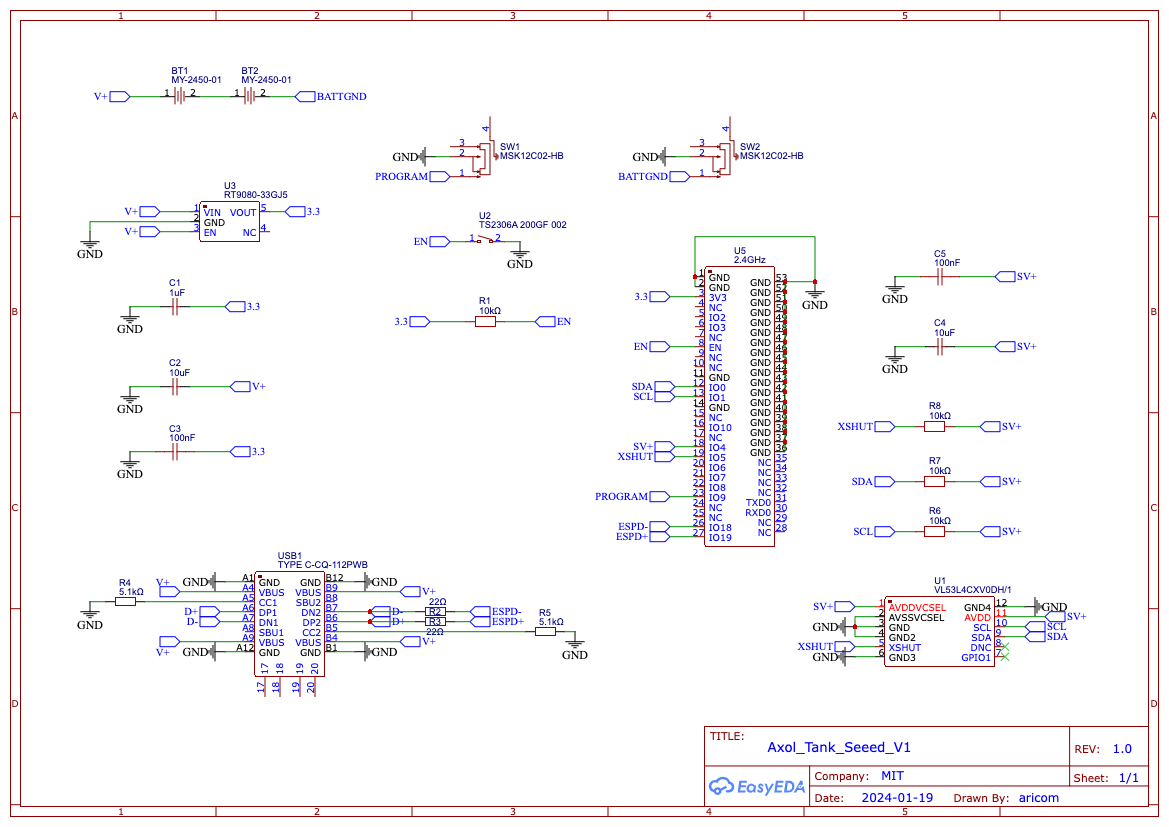 1 2 3 4 5
A A
B B
C C
D D
BT1
MY-2450-01
BT2
MY-2450-01
V+ 1 2 1 2 BATTGND
4
3
2
1
GND
PROGRAM
SW1
MSK12C02-HB
4
3
2
1
GND
BATTGND
SW2
MSK12C02-HB
U3
RT9080-33GJ5
V+ 1 VIN VOUT 5 3.3
2 GND
V+ 3 EN NC 4
GND
U2
TS2306A 200GF 002
EN 1 2
GND
C1
1uF
3.3
GND
R1
10kΩ
3.3 EN
C2
10uF
V+
GND
C3
100nF
3.3
GND
U5
2.4GHz
1 GND
2 GND
3.3 3 3V3
4 NC
5 IO2
6 IO3
7 NC
EN 8 EN
9 NC
10 NC
11 GND
SDA 12 IO0
SCL 13 IO1
14 GND
15 NC
16 IO10
17 NC
SV+ 18 IO4
XSHUT 19 IO5
20 IO6
21 IO7
22 IO8
PROGRAM 23 IO9
24 NC
25 NC
ESPD- 26 IO18
ESPD+ 27 IO19
GND 53
GND 52
GND 51
GND 50
GND 49
GND 48
GND 47
GND 46
GND 45
GND 44
GND 43
GND 42
GND 41
GND 40
GND 39
GND 38
GND 37
GND 36
NC 35
NC 34
NC 33
NC 32
TXD0 31
RXD0 30
NC 29
NC 28
GND
C5
100nF
SV+
GND
C4
10uF
SV+
GND
R8
10kΩ
XSHUT SV+
R7
10kΩ
SDA SV+
R6
10kΩ
SCL SV+
USB1
TYPE C-CQ-112PWB
GND A1 GND GND B12 GND
V+ A4 VBUS VBUS B9 V+
A5 CC1 SBU2 B8
D+ A6 DP1 DN2 B7 D- R2 22Ω ESPD-
D- A7 DN1 DP2 B6 D+ R3 22Ω ESPD+
A8 SBU1 CC2 B5
V+ A9 VBUS VBUS B4 V+
GND A12 GND GND B1 GND
17 18 19 20
17 18 19 20
R4
5.1kΩ
GND
R5
5.1kΩ
GND
U1
VL53L4CXV0DH/1
SV+ 1 AVDDVCSEL GND4 12 GND
2 AVSSVCSEL AVDD 11 SV+
GND 3 GND SCL 10 SCL
4 GND2 SDA 9 SDA
XSHUT 5 XSHUT DNC 8
GND 6 GND3 GPIO1 7
TITLE:
Axol_Tank_Seeed_V1
REV: 1.0
EasyEDA
Company: MIT
Sheet: 1/1
Date: 2024-01-19 Drawn By: aricom
1 2 3 4 5